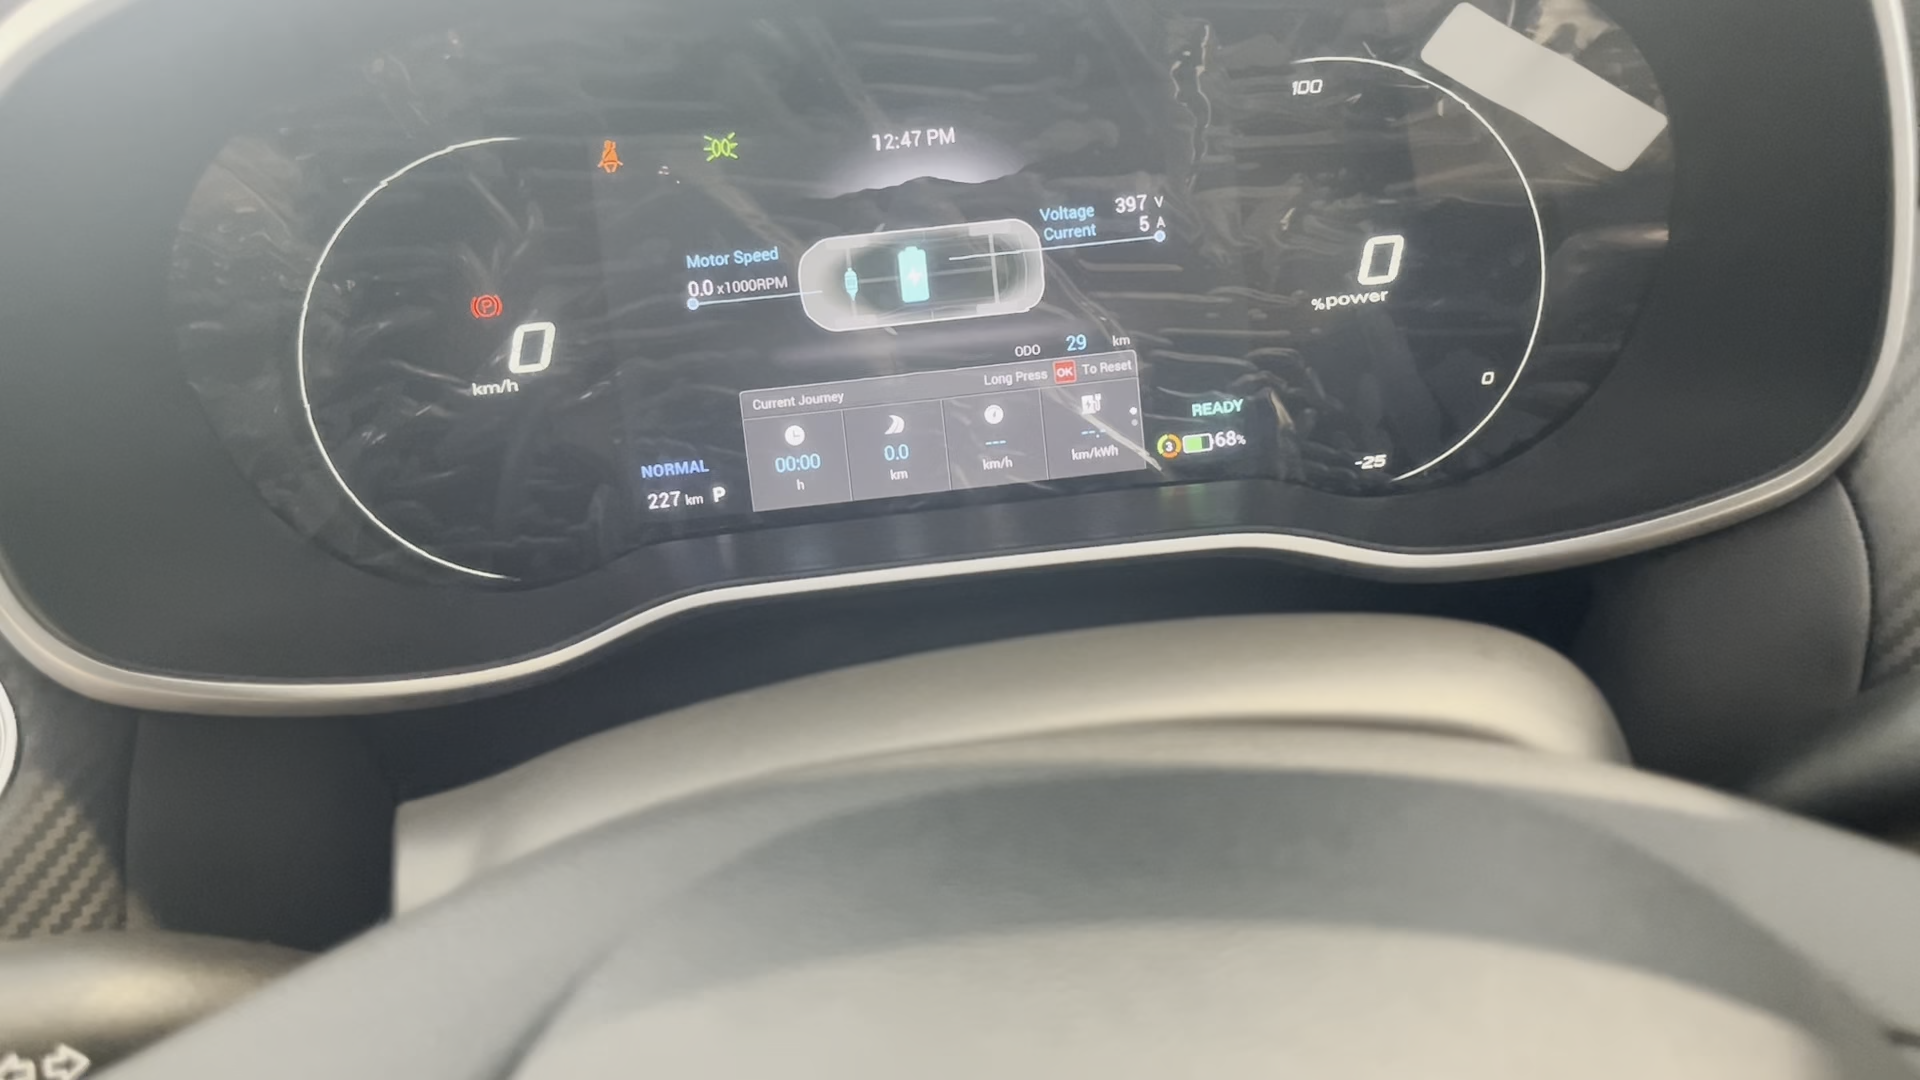 12:47 PM
100
Voltage 397 V
Current 5 A
Motor Speed
0.0 x1000RPM
0
%power
0
km/h
ODO 29 km
Long Press OK To Reset
Current Journey
00:00
h
0.0
km
---
km/h
--.-
km/kWh
0
READY
3 68%
-25
NORMAL
227 km P